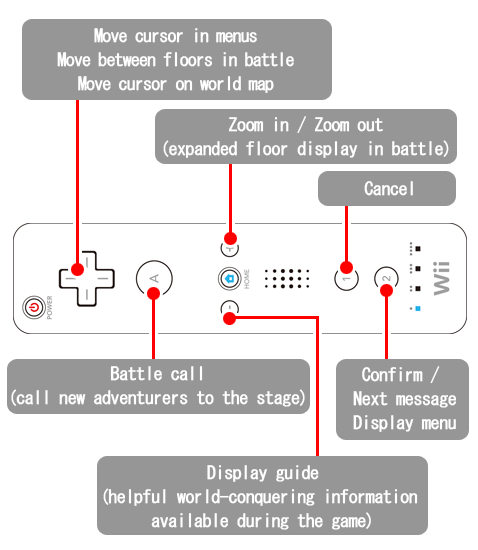 Move cursor in menus
Move between floors in battle
Move cursor on world map
Zoom in / Zoom out
(expanded floor display in battle)
Cancel
POWER
A
+
HOME
-
1
2
Wii
Battle call
(call new adventurers to the stage)
Confirm /
Next message
Display menu
Display guide
(helpful world-conquering information
available during the game)